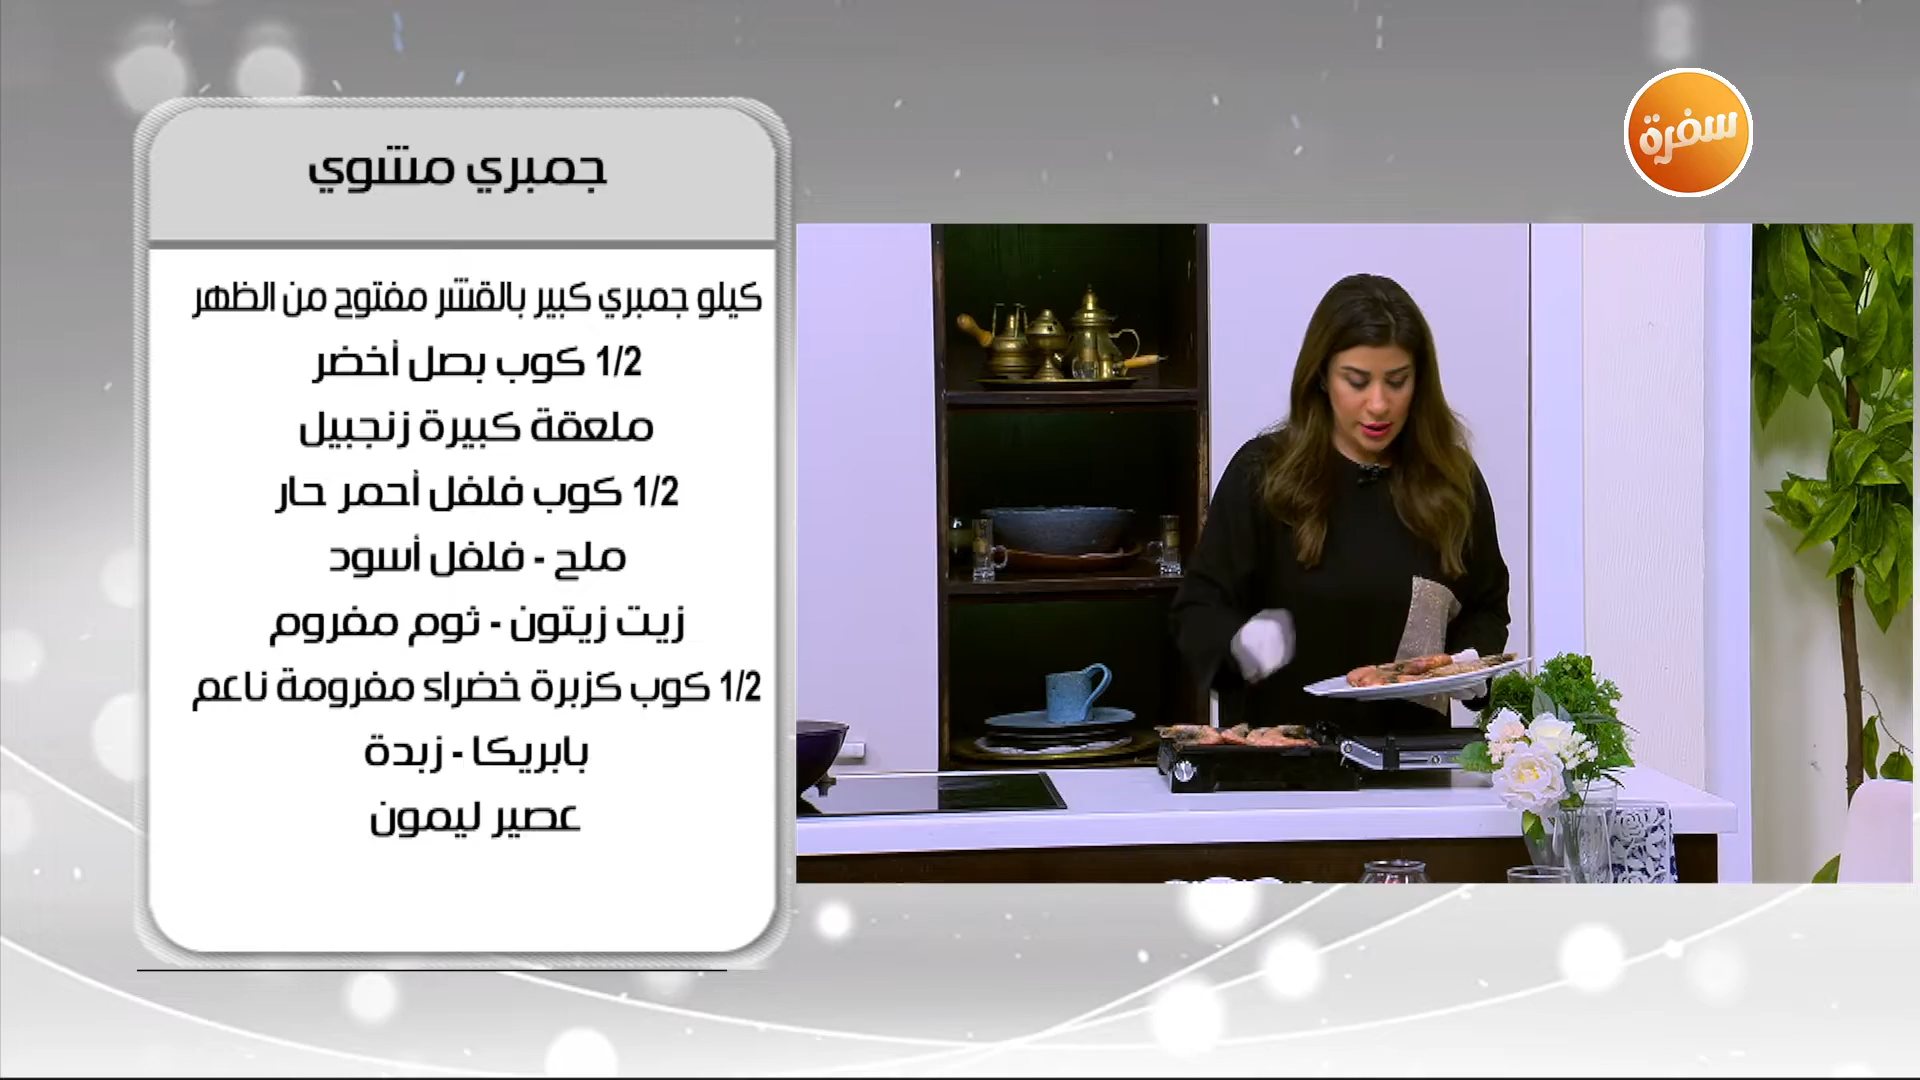 سفرة
جمبري مشوي
كيلو جمبري كبير بالقشر مفتوح من الظهر
1/2 كوب بصل أخضر
ملعقة كبيرة زنجبيل
1/2 كوب فلفل أحمر حار
ملح - فلفل أسود
زيت زيتون - ثوم مفروم
1/2 كوب كزبرة خضراء مفرومة ناعم
بابريكا - زبدة
عصير ليمون